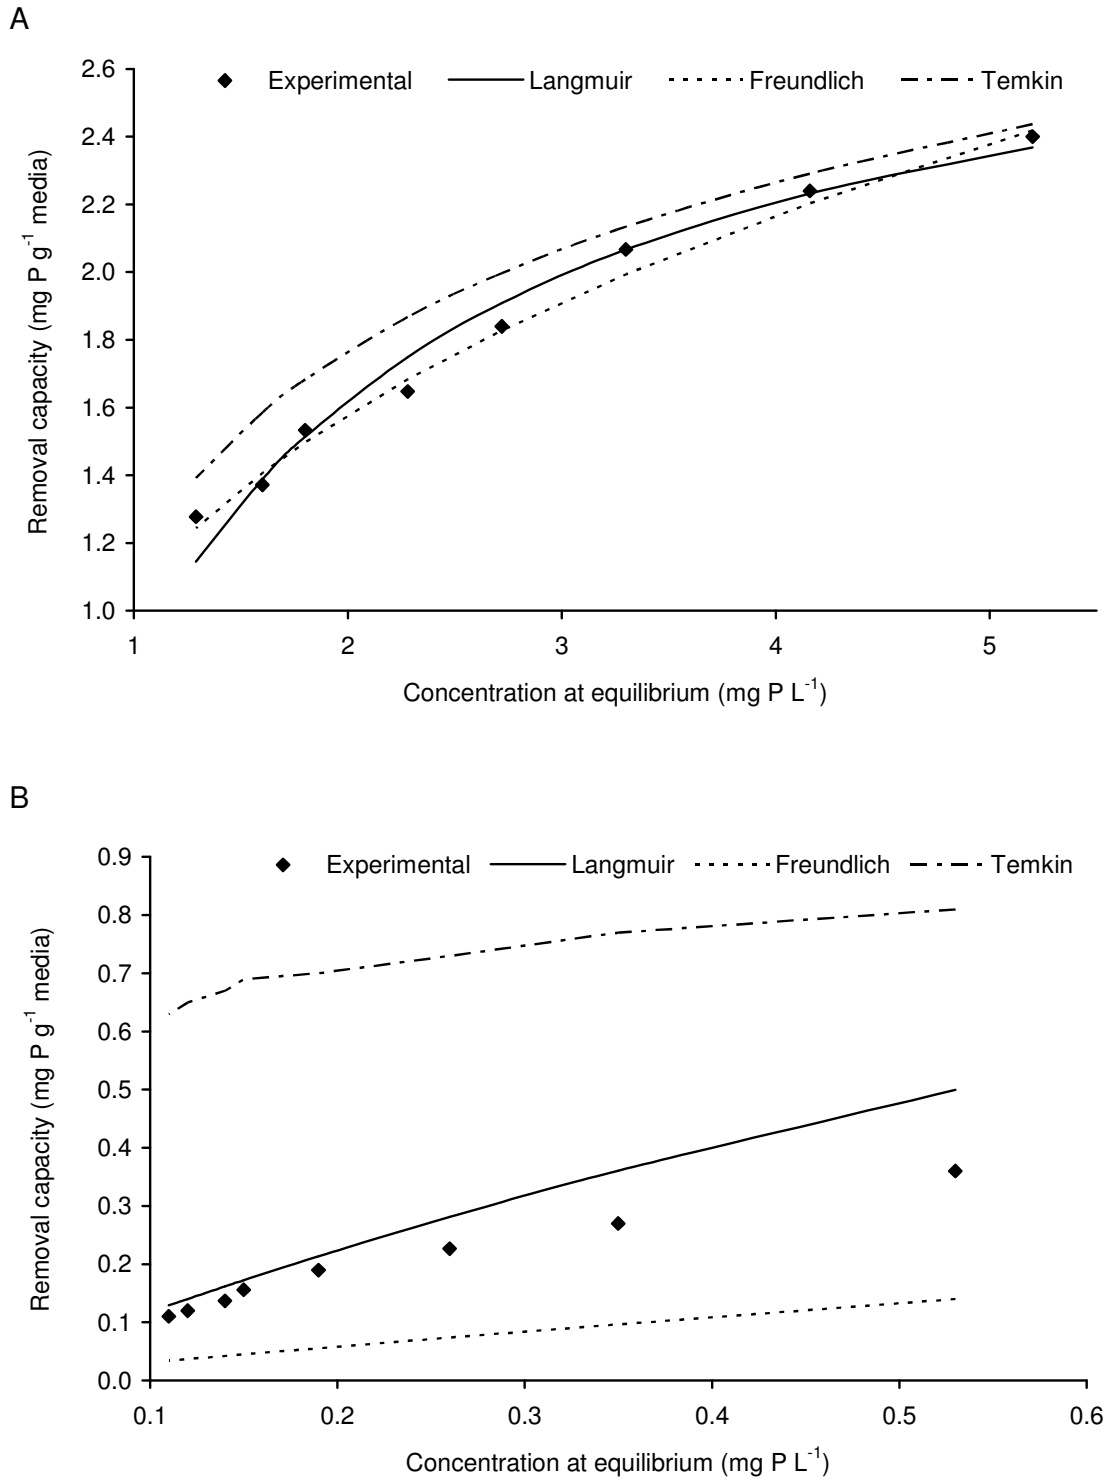 A
Experimental Langmuir Freundlich Temkin
2.6
2.4
2.2
2.0
1.8
1.6
1.4
1.2
1.0
Removal capacity (mg P g⁻¹ media)
1 2 3 4 5
Concentration at equilibrium (mg P L⁻¹)
B
Experimental Langmuir Freundlich Temkin
0.9
0.8
0.7
0.6
0.5
0.4
0.3
0.2
0.1
0.0
Removal capacity (mg P g⁻¹ media)
0.1 0.2 0.3 0.4 0.5 0.6
Concentration at equilibrium (mg P L⁻¹)